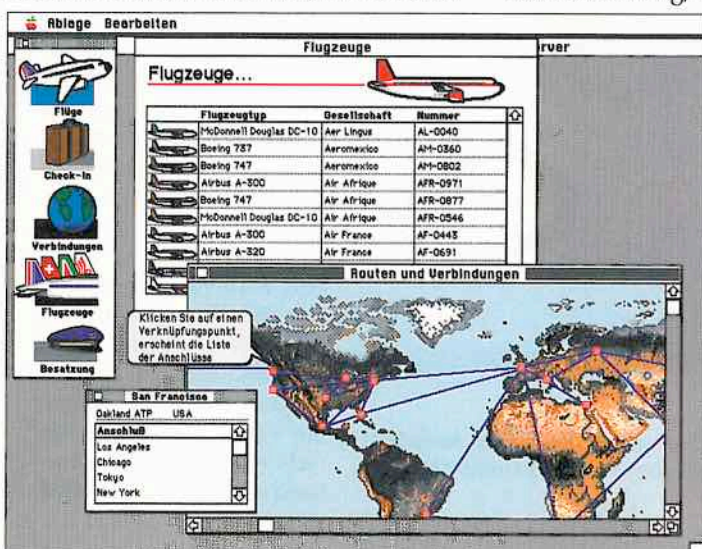 Ablage Bearbeiten
Flüge
Check-In
Verbindungen
Flugzeuge
Besatzung
Flugzeuge
rver
Flugzeuge...
Flugzeugtyp Gesellschaft Nummer
McDonnell Douglas DC-10 Aer Lingus AL-0040
Boeing 737 Aeromexico AM-0360
Boeing 747 Aeromexico AM-0802
Airbus A-300 Air Afrique AFR-0971
Boeing 747 Air Afrique AFR-0877
McDonnell Douglas DC-10 Air Afrique AFR-0546
Airbus A-300 Air France AF-0443
Airbus A-320 Air France AF-0691
Routen und Verbindungen
Klicken Sie auf einen
Verknüpfungspunkt,
erscheint die Liste
der Anschlüsse
San Francisco
Oakland ATP USA
Anschluß
Los Angeles
Chicago
Tokyo
New York